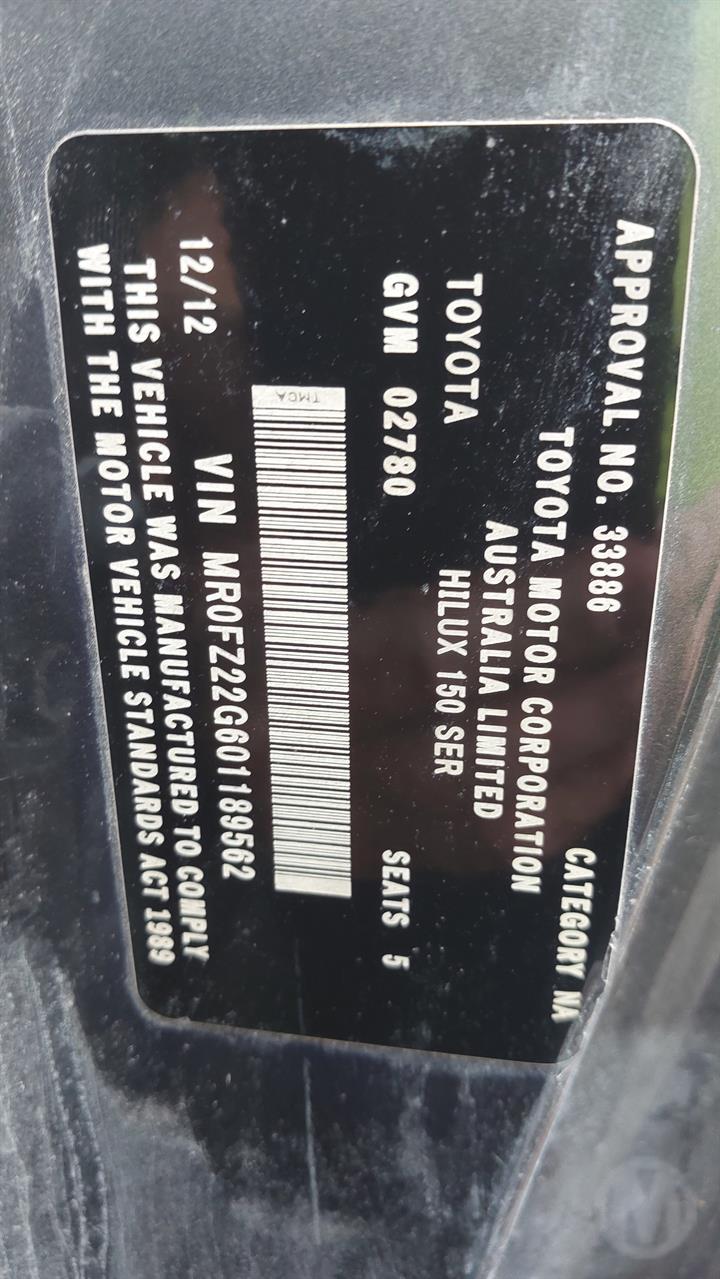 APPROVAL NO. 33886 CATEGORY NA
TOYOTA MOTOR CORPORATION
AUSTRALIA LIMITED
TOYOTA HILUX 150 SER
GVM 02780 SEATS 5
TMCA
VIN MR0FZ22G601189562
12/12
THIS VEHICLE WAS MANUFACTURED TO COMPLY
WITH THE MOTOR VEHICLE STANDARDS ACT 1989
M